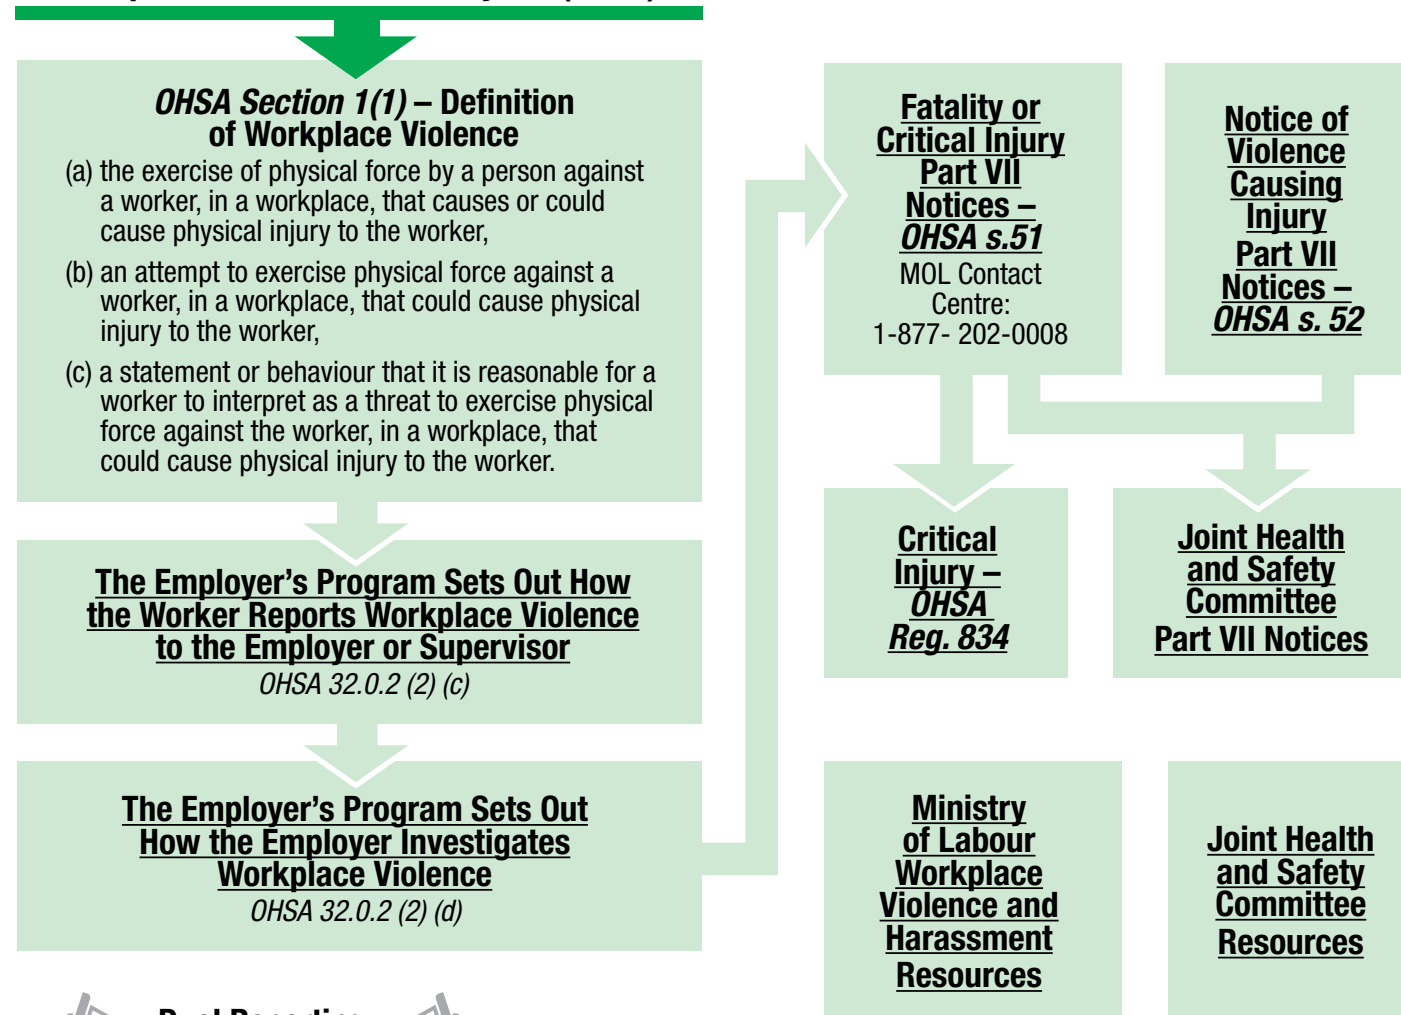 OHSA Section 1(1) – Definition
of Workplace Violence
(a) the exercise of physical force by a person against
a worker, in a workplace, that causes or could
cause physical injury to the worker,
(b) an attempt to exercise physical force against a
worker, in a workplace, that could cause physical
injury to the worker,
(c) a statement or behaviour that it is reasonable for a
worker to interpret as a threat to exercise physical
force against the worker, in a workplace, that
could cause physical injury to the worker.
The Employer's Program Sets Out How
the Worker Reports Workplace Violence
to the Employer or Supervisor
OHSA 32.0.2 (2) (c)
The Employer's Program Sets Out
How the Employer Investigates
Workplace Violence
OHSA 32.0.2 (2) (d)
Fatality or
Critical Injury
Part VII
Notices –
OHSA s.51
MOL Contact
Centre:
1-877- 202-0008
Notice of
Violence
Causing
Injury
Part VII
Notices –
OHSA s. 52
Critical
Injury –
OHSA
Reg. 834
Joint Health
and Safety
Committee
Part VII Notices
Ministry
of Labour
Workplace
Violence and
Harassment
Resources
Joint Health
and Safety
Committee
Resources